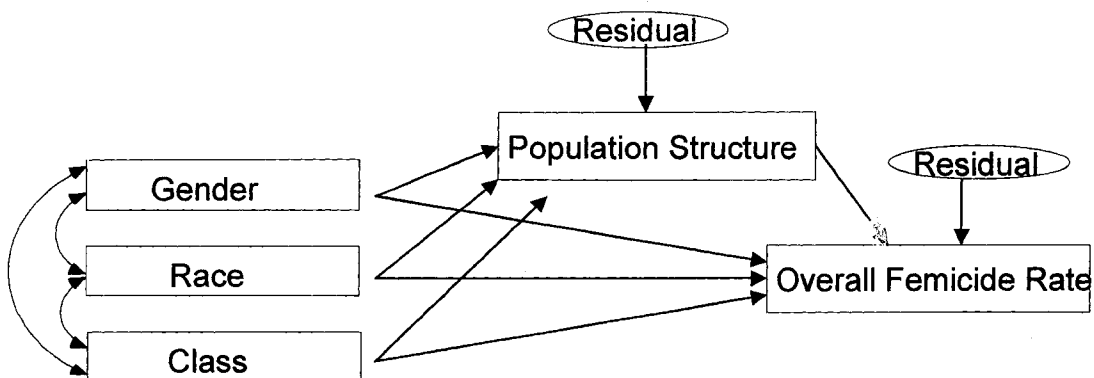 Residual
Population Structure
Residual
Gender
Race
Overall Femicide Rate
Class